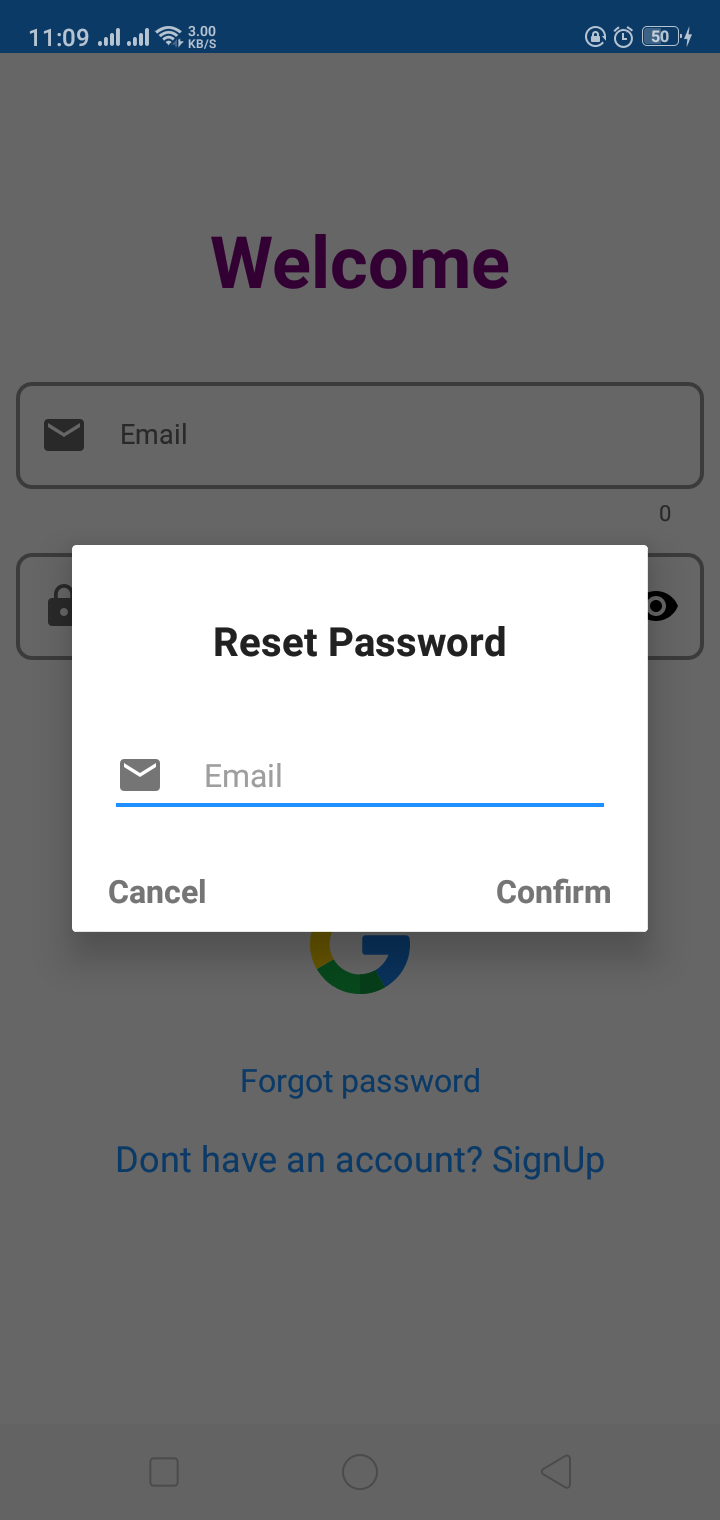 11:09 3.00 KB/S 50
Welcome
Email
0
Reset Password
Email
Cancel Confirm
Forgot password
Dont have an account? SignUp